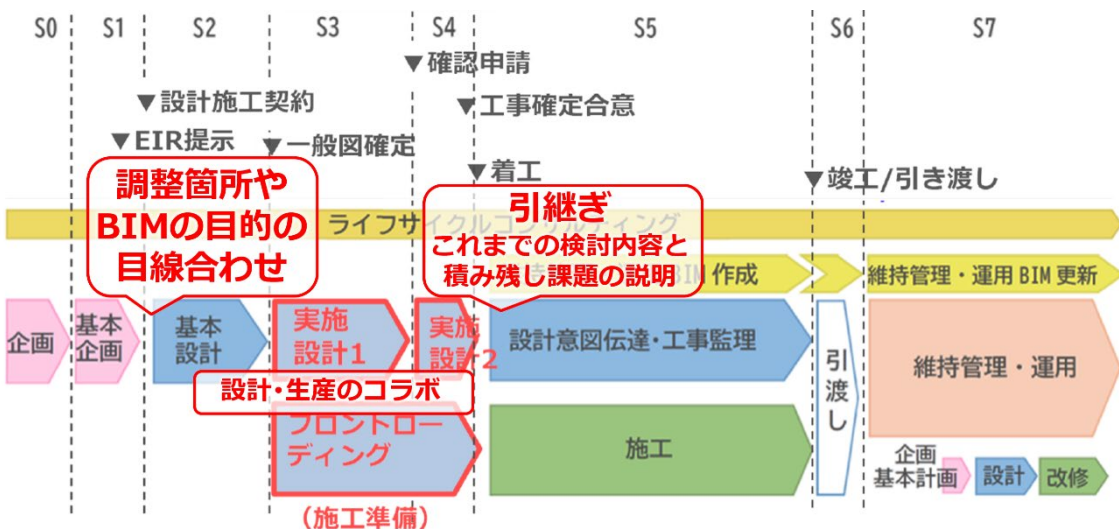 S0
S1
S2
S3
S4
S5
S6
S7
▼確認申請
▼設計施工契約
▼工事確定合意
▼EIR提示
▼一般図確定
▼着工
▼竣工/引き渡し
調整箇所や
BIMの目的の
目線合わせ
引継ぎ
これまでの検討内容と
積み残し課題の説明
ライフサイクルコンサルティング
BIM作成
維持管理・運用BIM更新
企画
基本
企画
基本
設計
実施
設計1
実施
設計2
設計意図伝達・工事監理
引渡し
維持管理・運用
設計・生産のコラボ
フロントロー
ディング
(施工準備)
施工
企画
基本計画
設計
改修